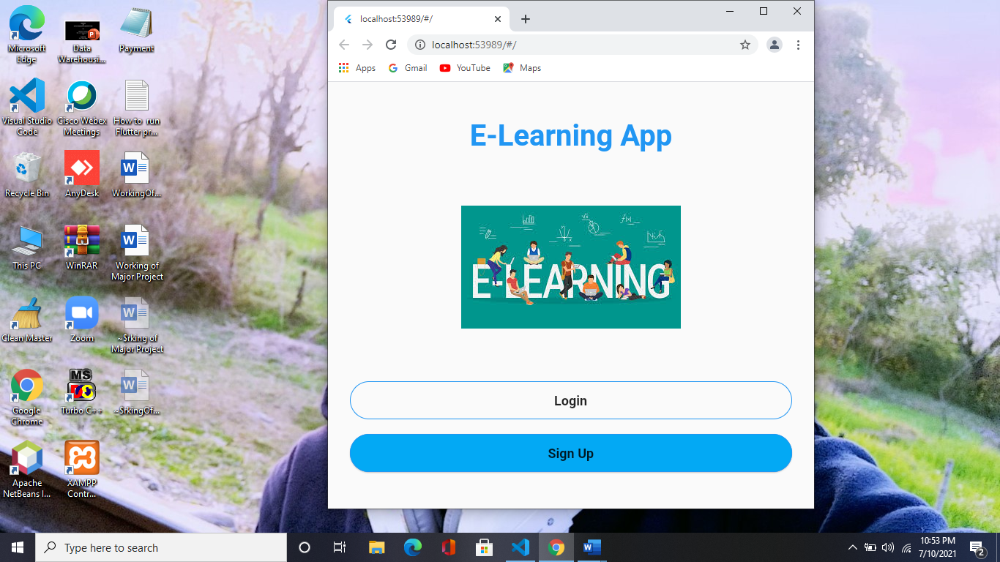 Microsoft
Edge
Data
Warehousi...
Payment
Visual Studio
Code
Cisco Webex
Meetings
How to run
Flutter pr...
Recycle Bin
AnyDesk
WorkingOf...
This PC
WinRAR
Working of
Major Project
Clean Master
Zoom
~$rking of
Major Project
Google
Chrome
MS
Turbo C++
~$rkingOf...
Apache
NetBeans I...
XAMPP
Contr...
localhost:53989/#/
localhost:53989/#/
Apps
Gmail
YouTube
Maps
E-Learning App
f(x)
E-LEARNING
Login
Sign Up
Type here to search
10:53 PM
7/10/2021
2